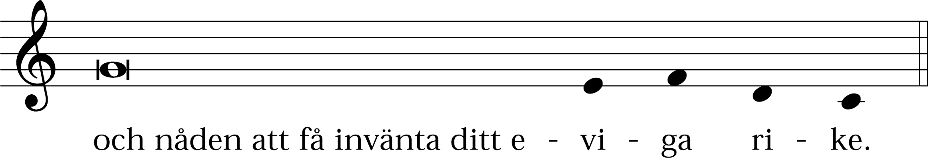 och nåden att få invänta ditt e - vi - ga ri - ke.